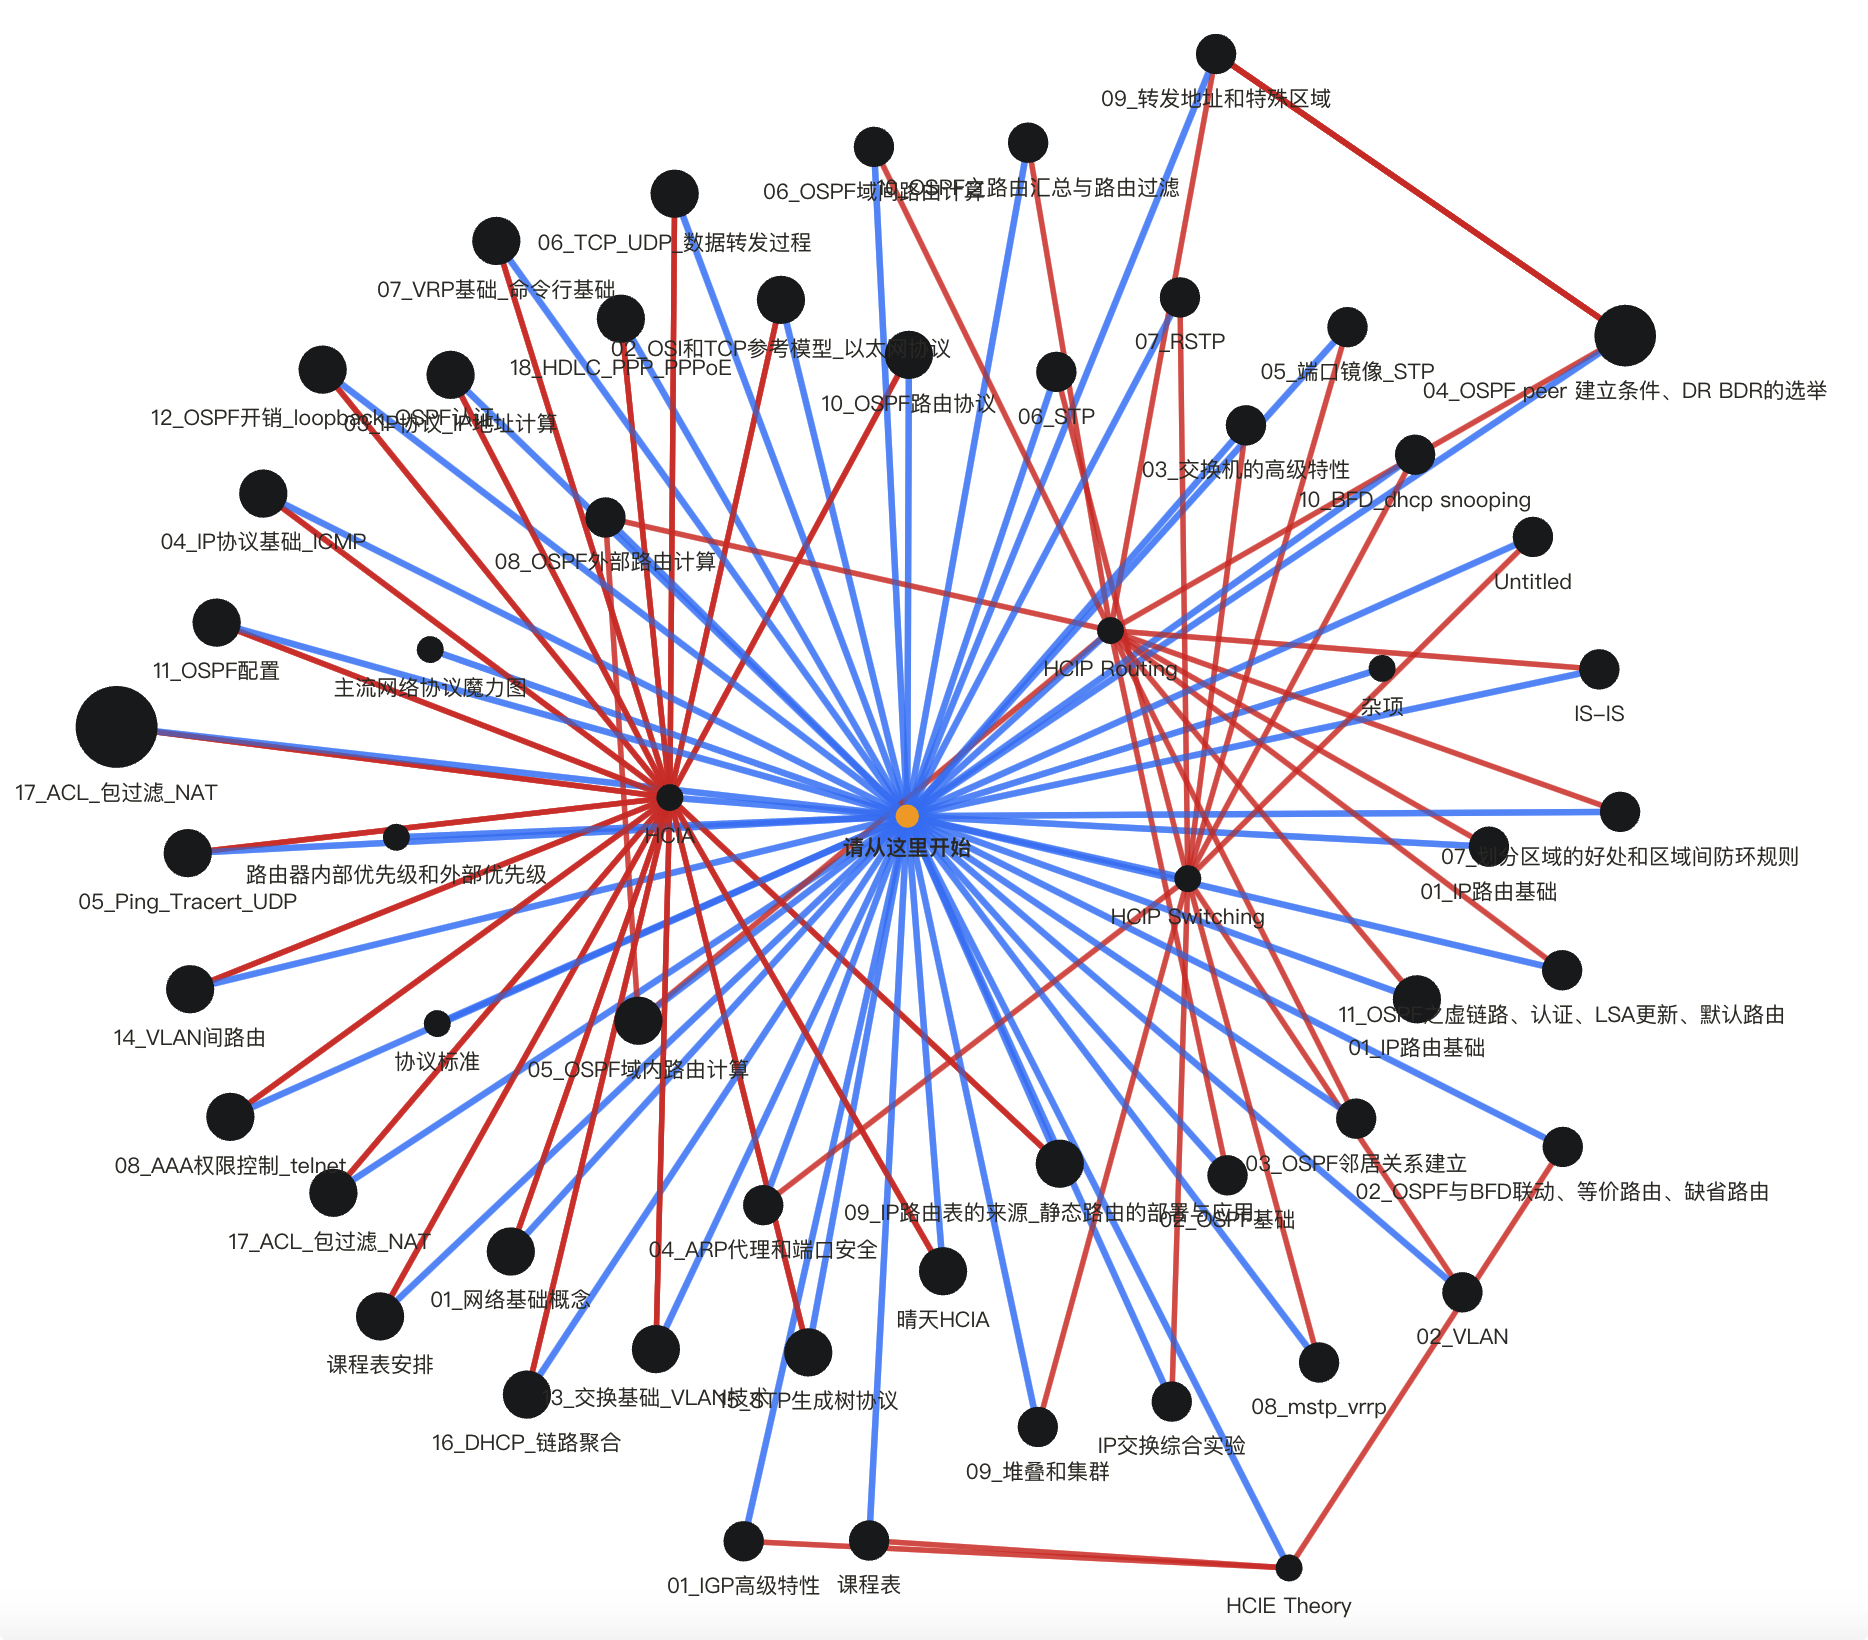 09_转发地址和特殊区域
06_OSPF域间路由计算
10_OSPF之路由汇总与路由过滤
06_TCP_UDP_数据转发过程
07_VRP基础_命令行基础
07_RSTP
02_OSI和TCP参考模型_以太网协议
18_HDLC_PPP_PPPoE
05_端口镜像_STP
04_OSPF peer 建立条件、DR BDR的选举
10_OSPF路由协议
06_STP
12_OSPF开销_loopback_OSPF认证
03_IP协议_IP地址计算
03_交换机的高级特性
10_BFD_dhcp snooping
04_IP协议基础_ICMP
08_OSPF外部路由计算
Untitled
11_OSPF配置
HCIP Routing
主流网络协议魔力图
杂项
IS-IS
17_ACL_包过滤_NAT
HCIA
请从这里开始
07_划分区域的好处和区域间防环规则
路由器内部优先级和外部优先级
01_IP路由基础
05_Ping_Tracert_UDP
HCIP Switching
11_OSPF之虚链路、认证、LSA更新、默认路由
14_VLAN间路由
01_IP路由基础
协议标准
05_OSPF域内路由计算
08_AAA权限控制_telnet
03_OSPF邻居关系建立
02_OSPF与BFD联动、等价路由、缺省路由
09_IP路由表的来源_静态路由的部署与应用
02_OSPF基础
17_ACL_包过滤_NAT
04_ARP代理和端口安全
01_网络基础概念
晴天HCIA
02_VLAN
课程表安排
3_交换基础_VLAN技术
15_STP生成树协议
08_mstp_vrrp
16_DHCP_链路聚合
IP交换综合实验
09_堆叠和集群
01_IGP高级特性
课程表
HCIE Theory